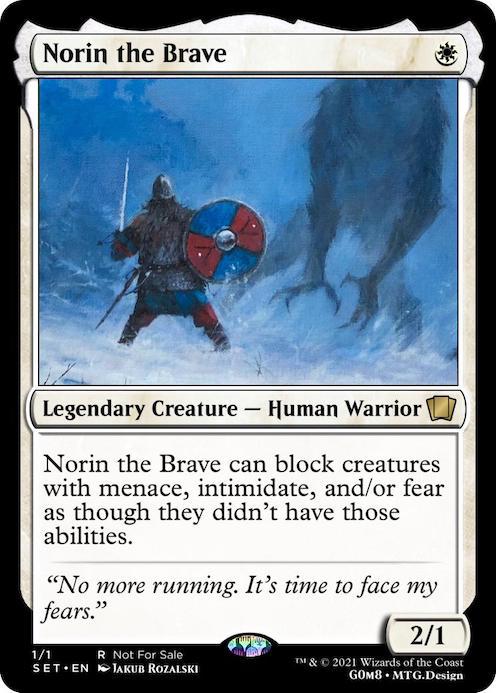 Norin the Brave
Legendary Creature — Human Warrior
Norin the Brave can block creatures
with menace, intimidate, and/or fear
as though they didn't have those
abilities.
“No more running. It's time to face my
fears.”
2/1
1/1 R Not For Sale
SET • EN Jakub Rozalski
™ & © 2021 Wizards of the Coast
G0M8 • MTG.Design